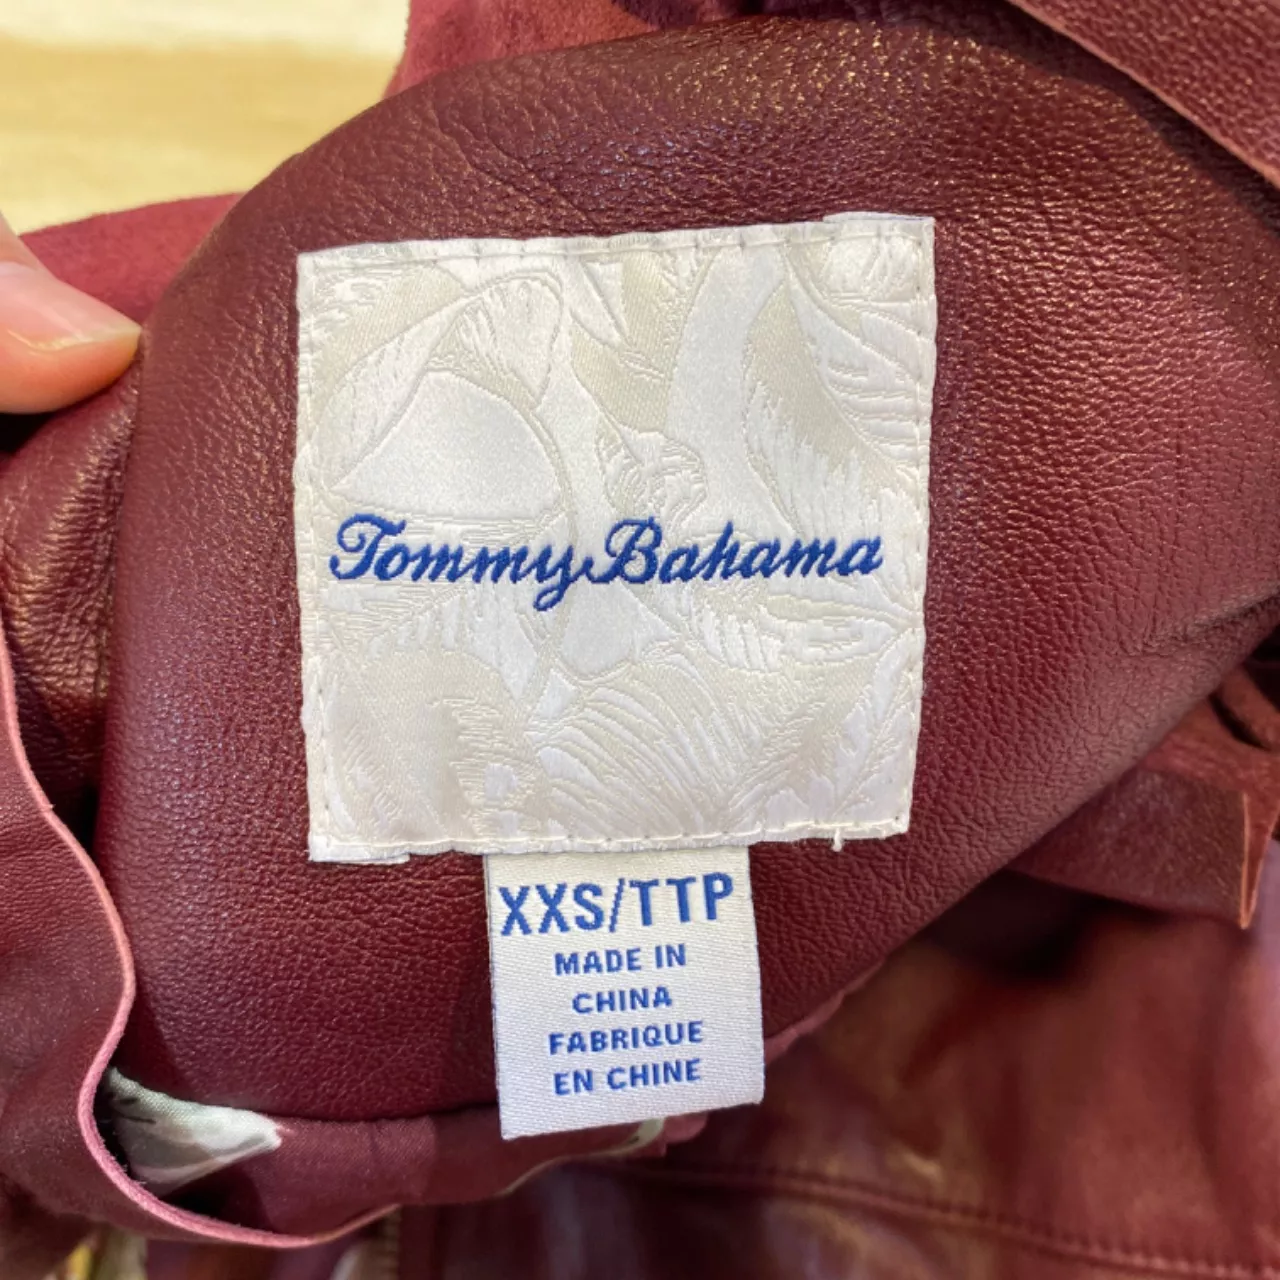 Tommy Bahama
XXS/TTP
MADE IN
CHINA
FABRIQUE
EN CHINE